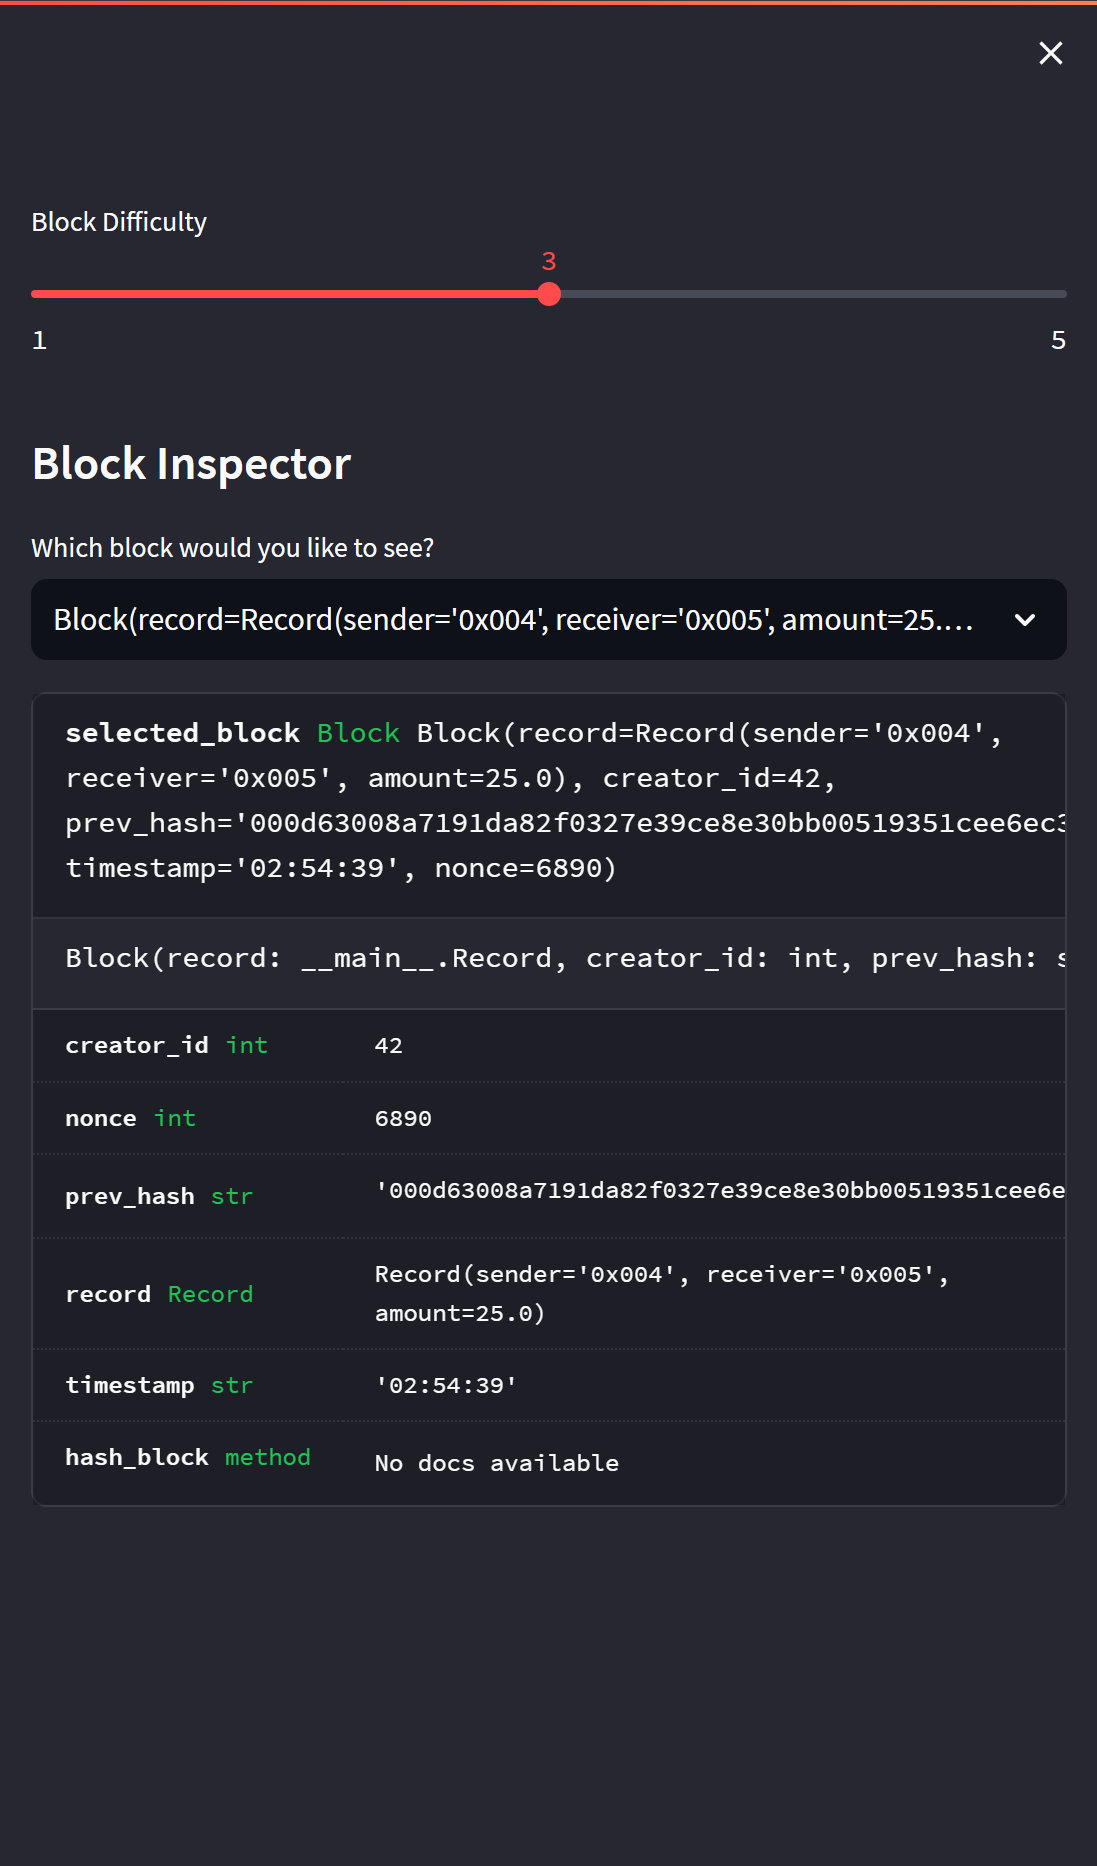 Block Difficulty
3
1
5
Block Inspector
Which block would you like to see?
Block(record=Record(sender='0x004', receiver='0x005', amount=25....
selected_block Block Block(record=Record(sender='0x004',
receiver='0x005', amount=25.0), creator_id=42,
prev_hash='000d63008a7191da82f0327e39ce8e30bb00519351cee6ec3
timestamp='02:54:39', nonce=6890)
Block(record: __main__.Record, creator_id: int, prev_hash: s
creator_id int 42
nonce int 6890
prev_hash str '000d63008a7191da82f0327e39ce8e30bb00519351cee6e
record Record Record(sender='0x004', receiver='0x005',
amount=25.0)
timestamp str '02:54:39'
hash_block method No docs available